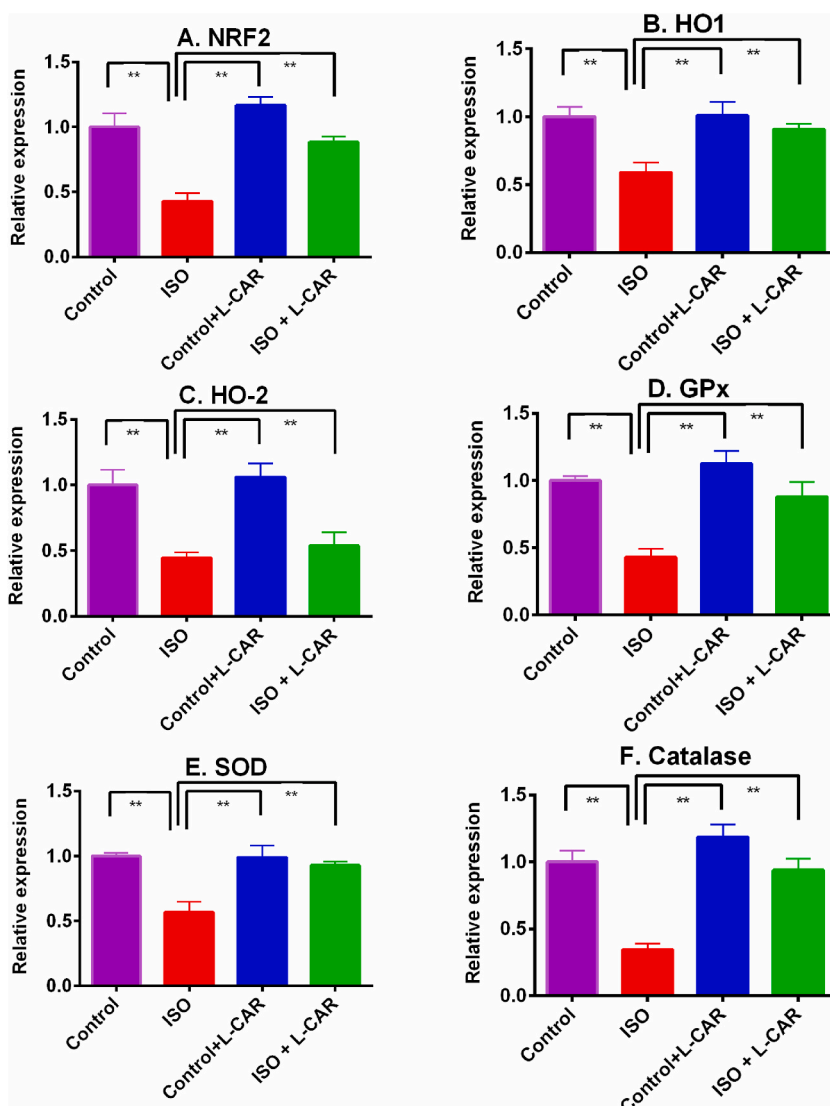 A. NRF2
Relative expression
1.5
1.0
0.5
0.0
**
**
**
Control
ISO
Control+L-CAR
ISO + L-CAR
B. HO1
Relative expression
1.5
1.0
0.5
0.0
**
**
**
Control
ISO
Control+L-CAR
ISO + L-CAR
C. HO-2
Relative expression
1.5
1.0
0.5
0.0
**
**
**
Control
ISO
Control+L-CAR
ISO + L-CAR
D. GPx
Relative expression
1.5
1.0
0.5
0.0
**
**
**
Control
ISO
Control+L-CAR
ISO + L-CAR
E. SOD
Relative expression
1.5
1.0
0.5
0.0
**
**
**
Control
ISO
Control+L-CAR
ISO + L-CAR
F. Catalase
Relative expression
1.5
1.0
0.5
0.0
**
**
**
Control
ISO
Control+L-CAR
ISO + L-CAR